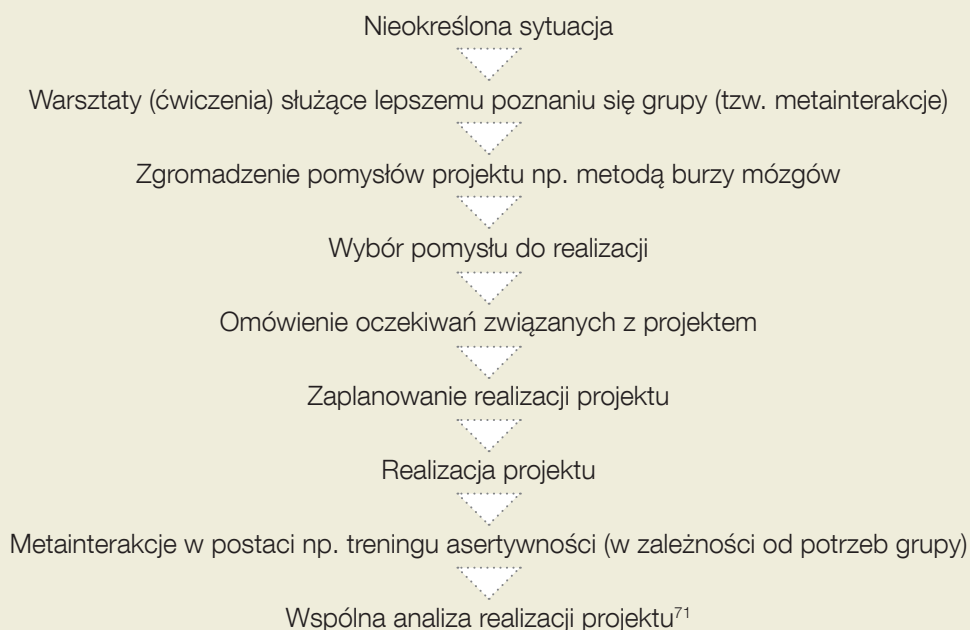 Nieokreślona sytuacja
Warsztaty (ćwiczenia) służące lepszemu poznaniu się grupy (tzw. metainterakcje)
Zgromadzenie pomysłów projektu np. metodą burzy mózgów
Wybór pomysłu do realizacji
Omówienie oczekiwań związanych z projektem
Zaplanowanie realizacji projektu
Realizacja projektu
Metainterakcje w postaci np. treningu asertywności (w zależności od potrzeb grupy)
Wspólna analiza realizacji projektu⁷¹